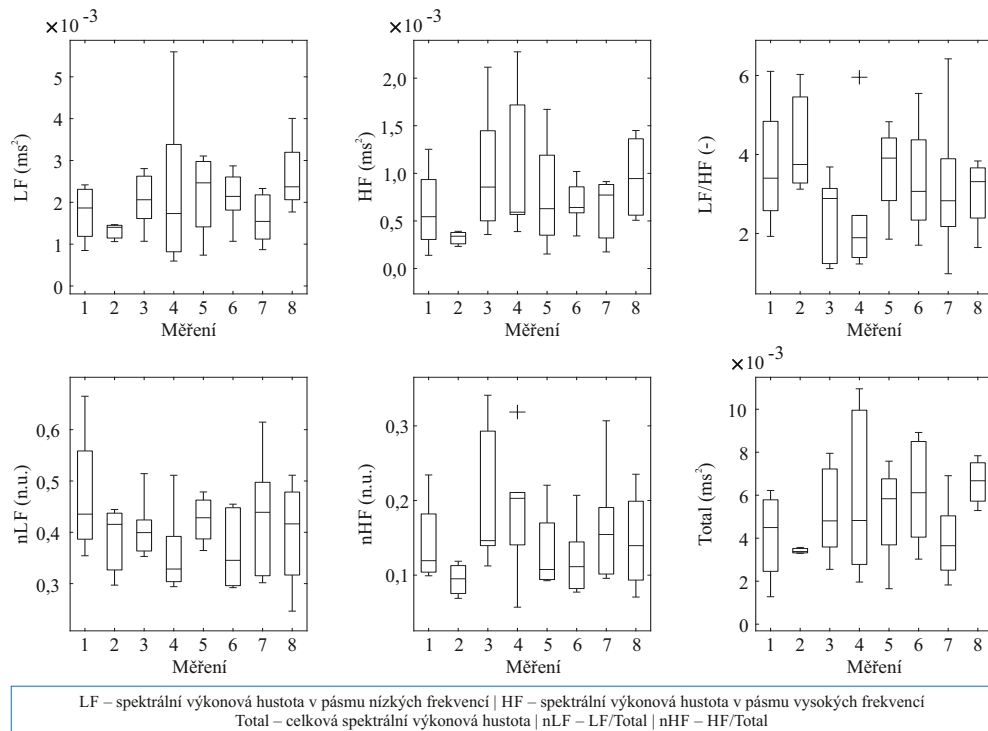 ×10⁻³
5
4
3
2
1
0
LF (ms²)
1 2 3 4 5 6 7 8
Měření
×10⁻³
2,0
1,5
1,0
0,5
0,0
HF (ms²)
1 2 3 4 5 6 7 8
Měření
6
4
2
LF/HF (-)
1 2 3 4 5 6 7 8
Měření
0,6
0,5
0,4
0,3
nLF (n.u.)
1 2 3 4 5 6 7 8
Měření
0,3
0,2
0,1
nHF (n.u.)
1 2 3 4 5 6 7 8
Měření
×10⁻³
10
8
6
4
2
0
Total (ms²)
1 2 3 4 5 6 7 8
Měření
LF – spektrální výkonová hustota v pásmu nízkých frekvencí | HF – spektrální výkonová hustota v pásmu vysokých frekvencí
Total – celková spektrální výkonová hustota | nLF – LF/Total | nHF – HF/Total